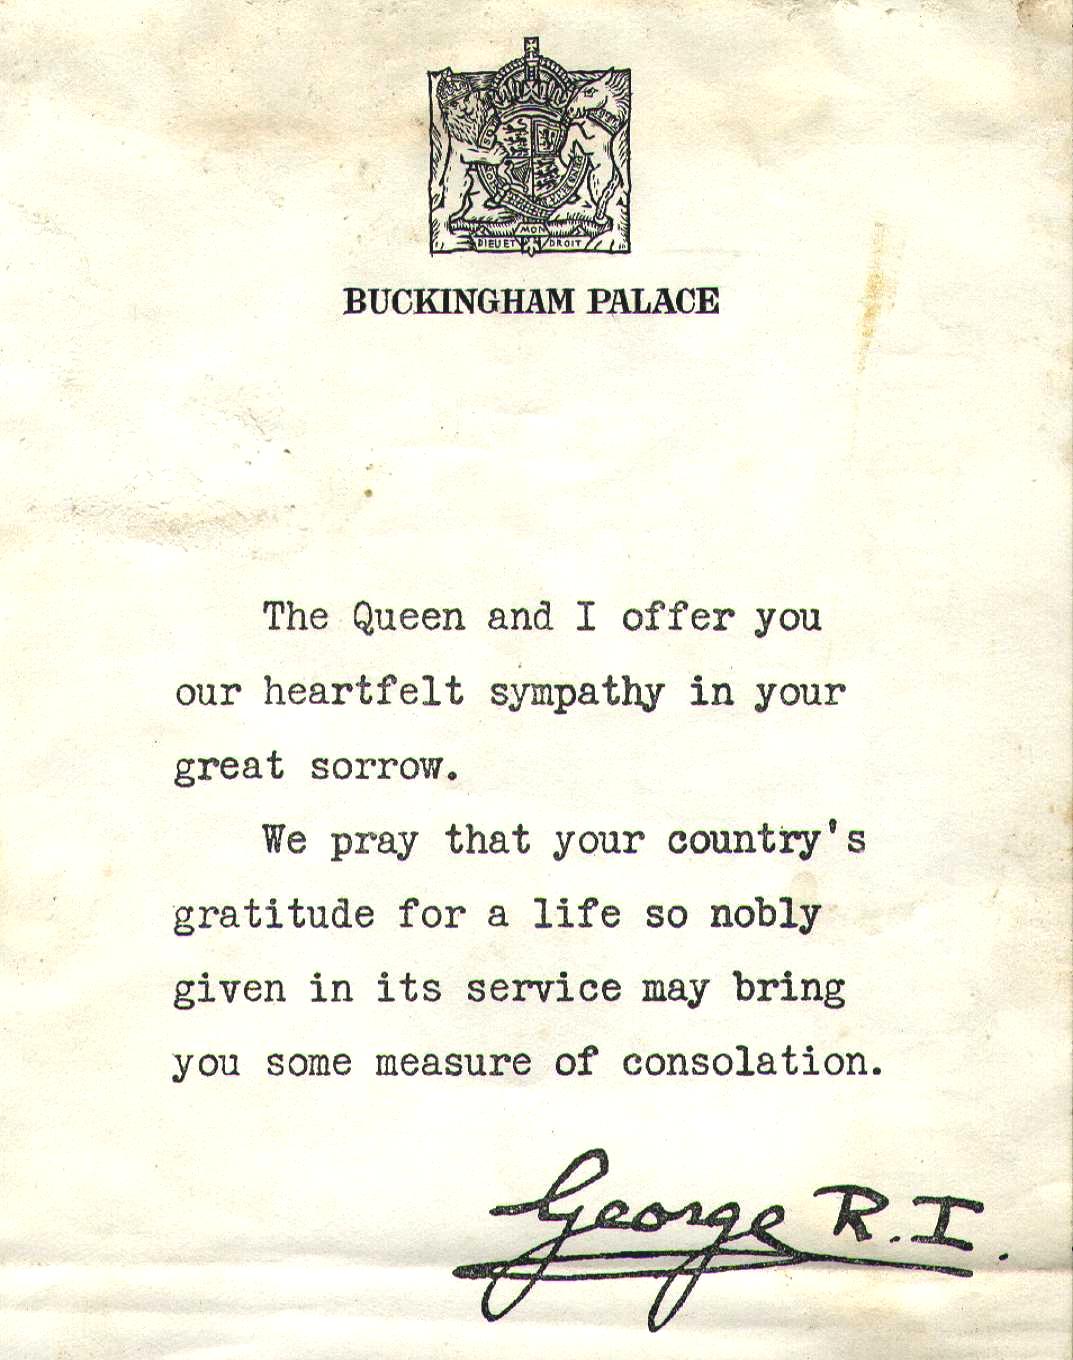 MON
DIEU ET DROIT
BUCKINGHAM PALACE
The Queen and I offer you
our heartfelt sympathy in your
great sorrow.
We pray that your country's
gratitude for a life so nobly
given in its service may bring
you some measure of consolation.
George R.I.